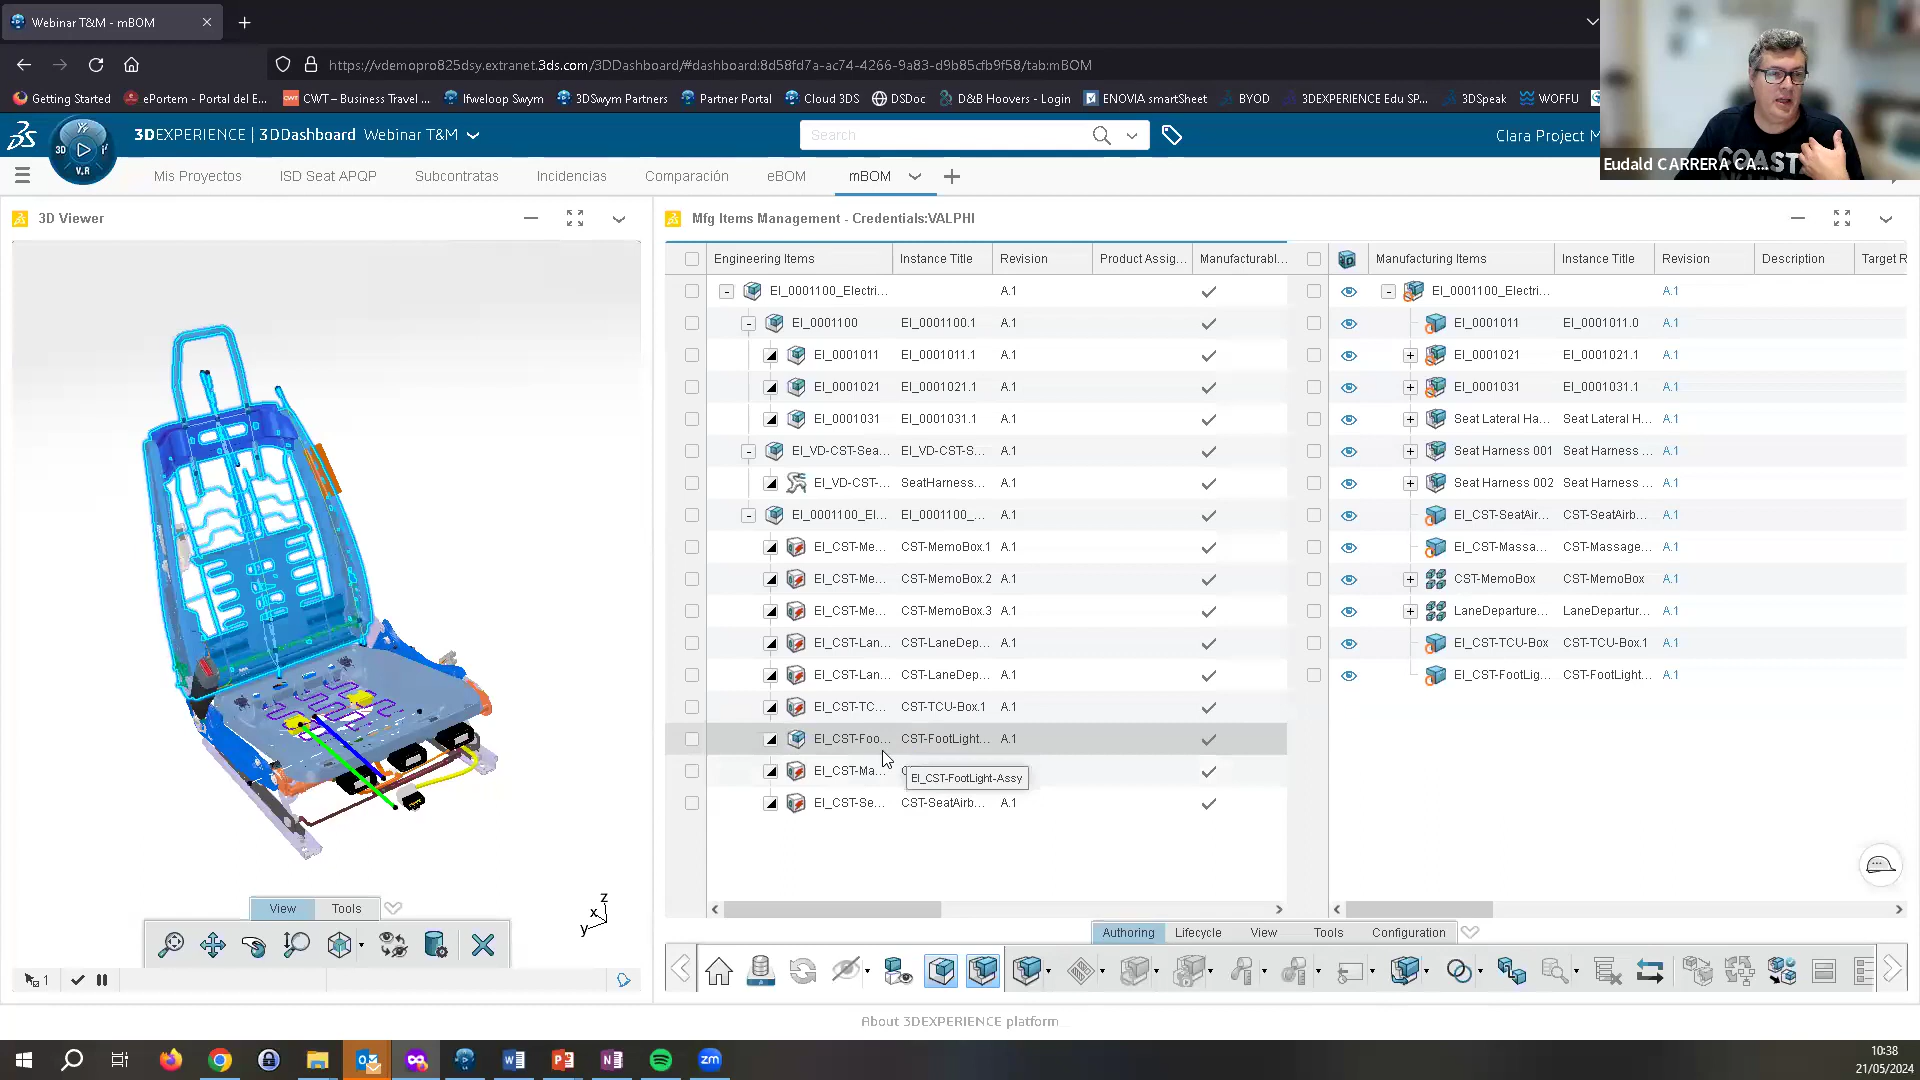 Webinar T&M - mBOM
https://vdemopro825dsy.extranet.3ds.com/3DDashboard/#dashboard:8d58fd7a-ac74-4266-9a83-d9b85cfb9f58/tab:mBOM
Getting Started
ePortem - Portal del E...
CWT – Business Travel ...
Ifweloop Swym
3DSwym Partners
Partner Portal
Cloud 3DS
DSDoc
D&B Hoovers - Login
ENOVIA smartSheet
BYOD
3DEXPERIENCE Edu SP...
3DSpeak
WOFFU
3DEXPERIENCE | 3DDashboard Webinar T&M
Search
Clara Project M
Eudald CARRERA CA...
COAST
3D
V.R
Mis Proyectos
ISD Seat APQP
Subcontratas
Incidencias
Comparación
eBOM
mBOM
3D Viewer
Mfg Items Management - Credentials:VALPHI
Engineering Items Instance Title Revision Product Assig... Manufacturabl...
EI_0001100_Electri... A.1
EI_0001100 EI_0001100.1 A.1
EI_0001011 EI_0001011.1 A.1
EI_0001021 EI_0001021.1 A.1
EI_0001031 EI_0001031.1 A.1
EI_VD-CST-Sea... EI_VD-CST-S... A.1
EI_VD-CST-... SeatHarness... A.1
EI_0001100_El... EI_0001100_... A.1
EI_CST-Me... CST-MemoBox.1 A.1
EI_CST-Me... CST-MemoBox.2 A.1
EI_CST-Me... CST-MemoBox.3 A.1
EI_CST-Lan... CST-LaneDep... A.1
EI_CST-Lan... CST-LaneDep... A.1
EI_CST-TC... CST-TCU-Box.1 A.1
EI_CST-Foo... CST-FootLight... A.1
EI_CST-Ma...
EI_CST-FootLight-Assy
EI_CST-Se... CST-SeatAirb... A.1
Manufacturing Items Instance Title Revision Description Target R
EI_0001100_Electri... A.1
EI_0001011 EI_0001011.0 A.1
EI_0001021 EI_0001021.1 A.1
EI_0001031 EI_0001031.1 A.1
Seat Lateral Ha... Seat Lateral H... A.1
Seat Harness 001 Seat Harness ... A.1
Seat Harness 002 Seat Harness ... A.1
EI_CST-SeatAir... CST-SeatAirb... A.1
EI_CST-Massa... CST-Massage... A.1
CST-MemoBox CST-MemoBox A.1
LaneDeparture... LaneDepartur... A.1
EI_CST-TCU-Box CST-TCU-Box.1 A.1
EI_CST-FootLig... CST-FootLight... A.1
View
Tools
z
x
y
1
Authoring
Lifecycle
View
Tools
Configuration
About 3DEXPERIENCE platform
zm
10:38
21/05/2024